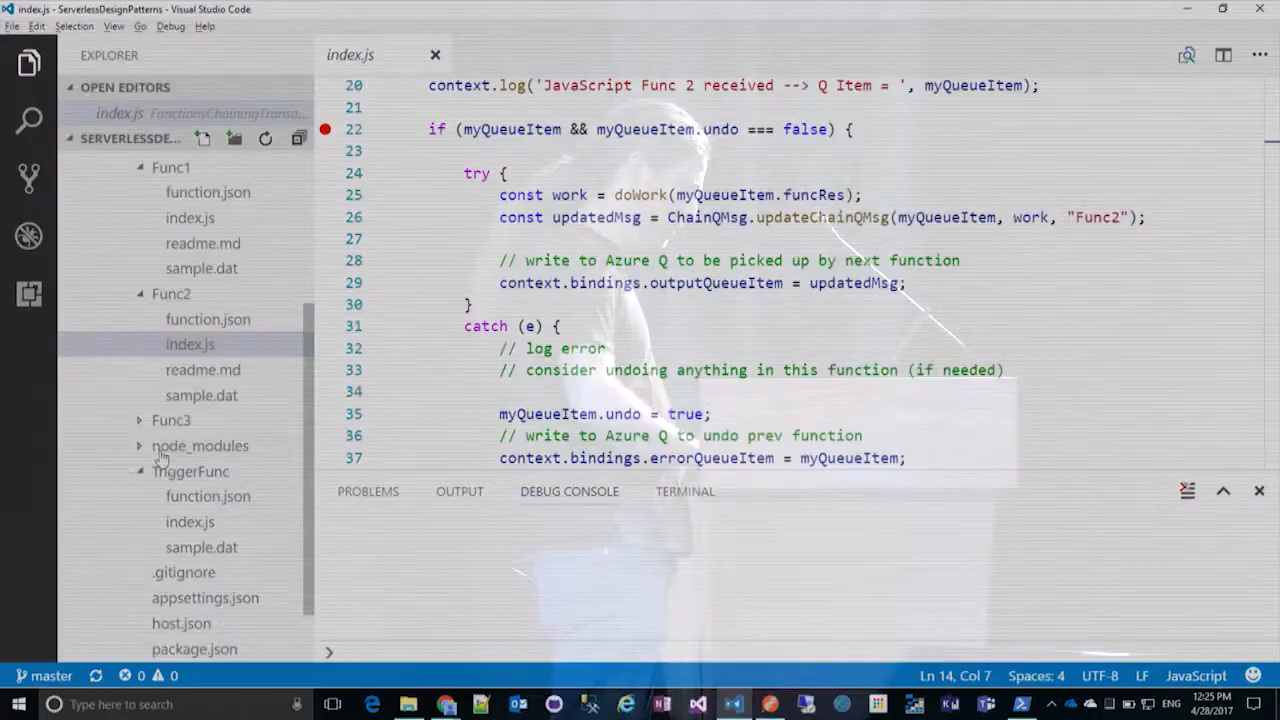 index.js - ServerlessDesignPatterns - Visual Studio Code
File Edit Selection View Go Debug Help
EXPLORER
OPEN EDITORS
index.js FunctionsChainingTransa...
SERVERLESSDE...
Func1
function.json
index.js
readme.md
sample.dat
Func2
function.json
index.js
readme.md
sample.dat
Func3
node_modules
TriggerFunc
function.json
index.js
sample.dat
.gitignore
appsettings.json
host.json
package.json
index.js
20 context.log('JavaScript Func 2 received --> Q Item = ', myQueueItem);
21
22 if (myQueueItem && myQueueItem.undo === false) {
23
24 try {
25 const work = doWork(myQueueItem.funcRes);
26 const updatedMsg = ChainQMsg.updateChainQMsg(myQueueItem, work, "Func2");
27
28 // write to Azure Q to be picked up by next function
29 context.bindings.outputQueueItem = updatedMsg;
30 }
31 catch (e) {
32 // log error
33 // consider undoing anything in this function (if needed)
34
35 myQueueItem.undo = true;
36 // write to Azure Q to undo prev function
37 context.bindings.errorQueueItem = myQueueItem;
PROBLEMS OUTPUT DEBUG CONSOLE TERMINAL
master 0 0 Ln 14, Col 7 Spaces: 4 UTF-8 LF JavaScript
Type here to search
ENG
12:25 PM
4/28/2017